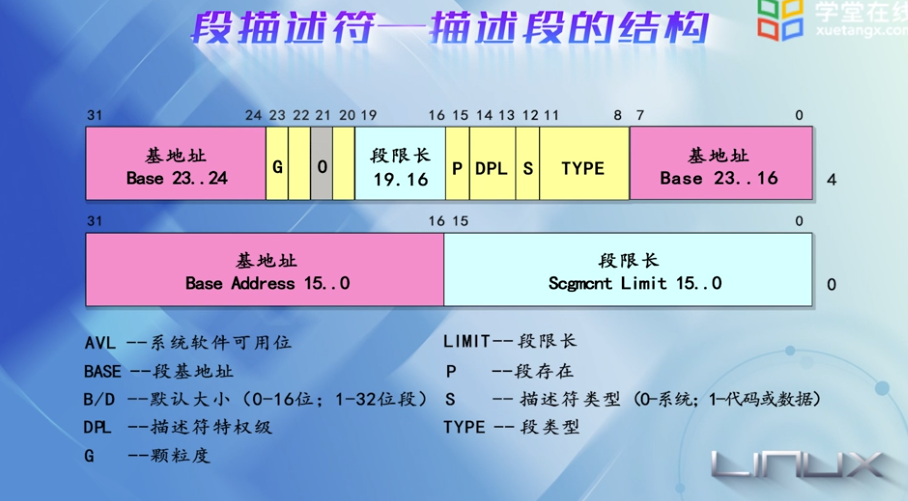 段描述符—描述段的结构
学堂在线
xuetangx.com
31 24 23 22 21 20 19 16 15 14 13 12 11 8 7 0
基地址 G 0 段限长 P DPL S TYPE 基地址
Base 23..24 19.16 Base 23..16 4
31 16 15 0
基地址 段限长
Base Address 15..0 Scgmcnt Limit 15..0 0
AVL --系统软件可用位 LIMIT--段限长
BASE --段基地址 P --段存在
B/D --默认大小（0-16位；1-32位段） S --描述符类型（0-系统；1-代码或数据）
DPL --描述符特权级 TYPE --段类型
G --颗粒度
LINUX